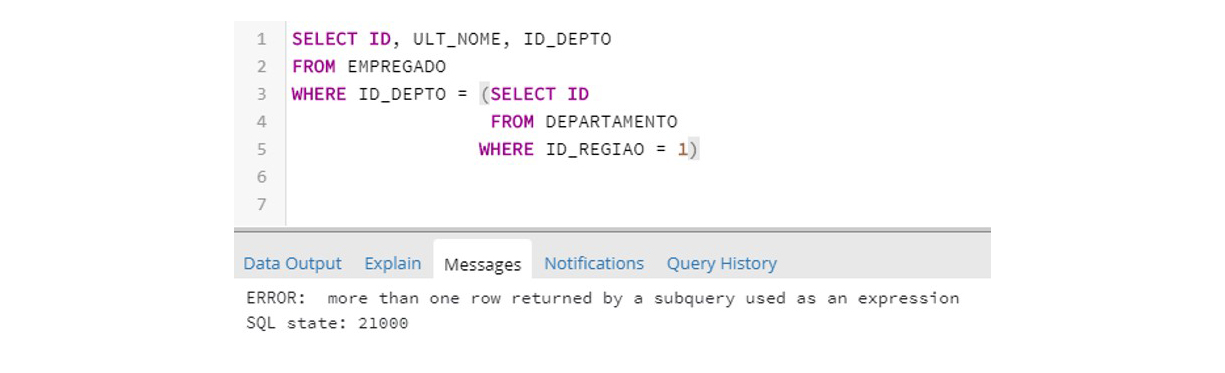 1 SELECT ID, ULT_NOME, ID_DEPTO
2 FROM EMPREGADO
3 WHERE ID_DEPTO = (SELECT ID
4 FROM DEPARTAMENTO
5 WHERE ID_REGIAO = 1)
6
7
Data Output Explain Messages Notifications Query History
ERROR: more than one row returned by a subquery used as an expression
SQL state: 21000